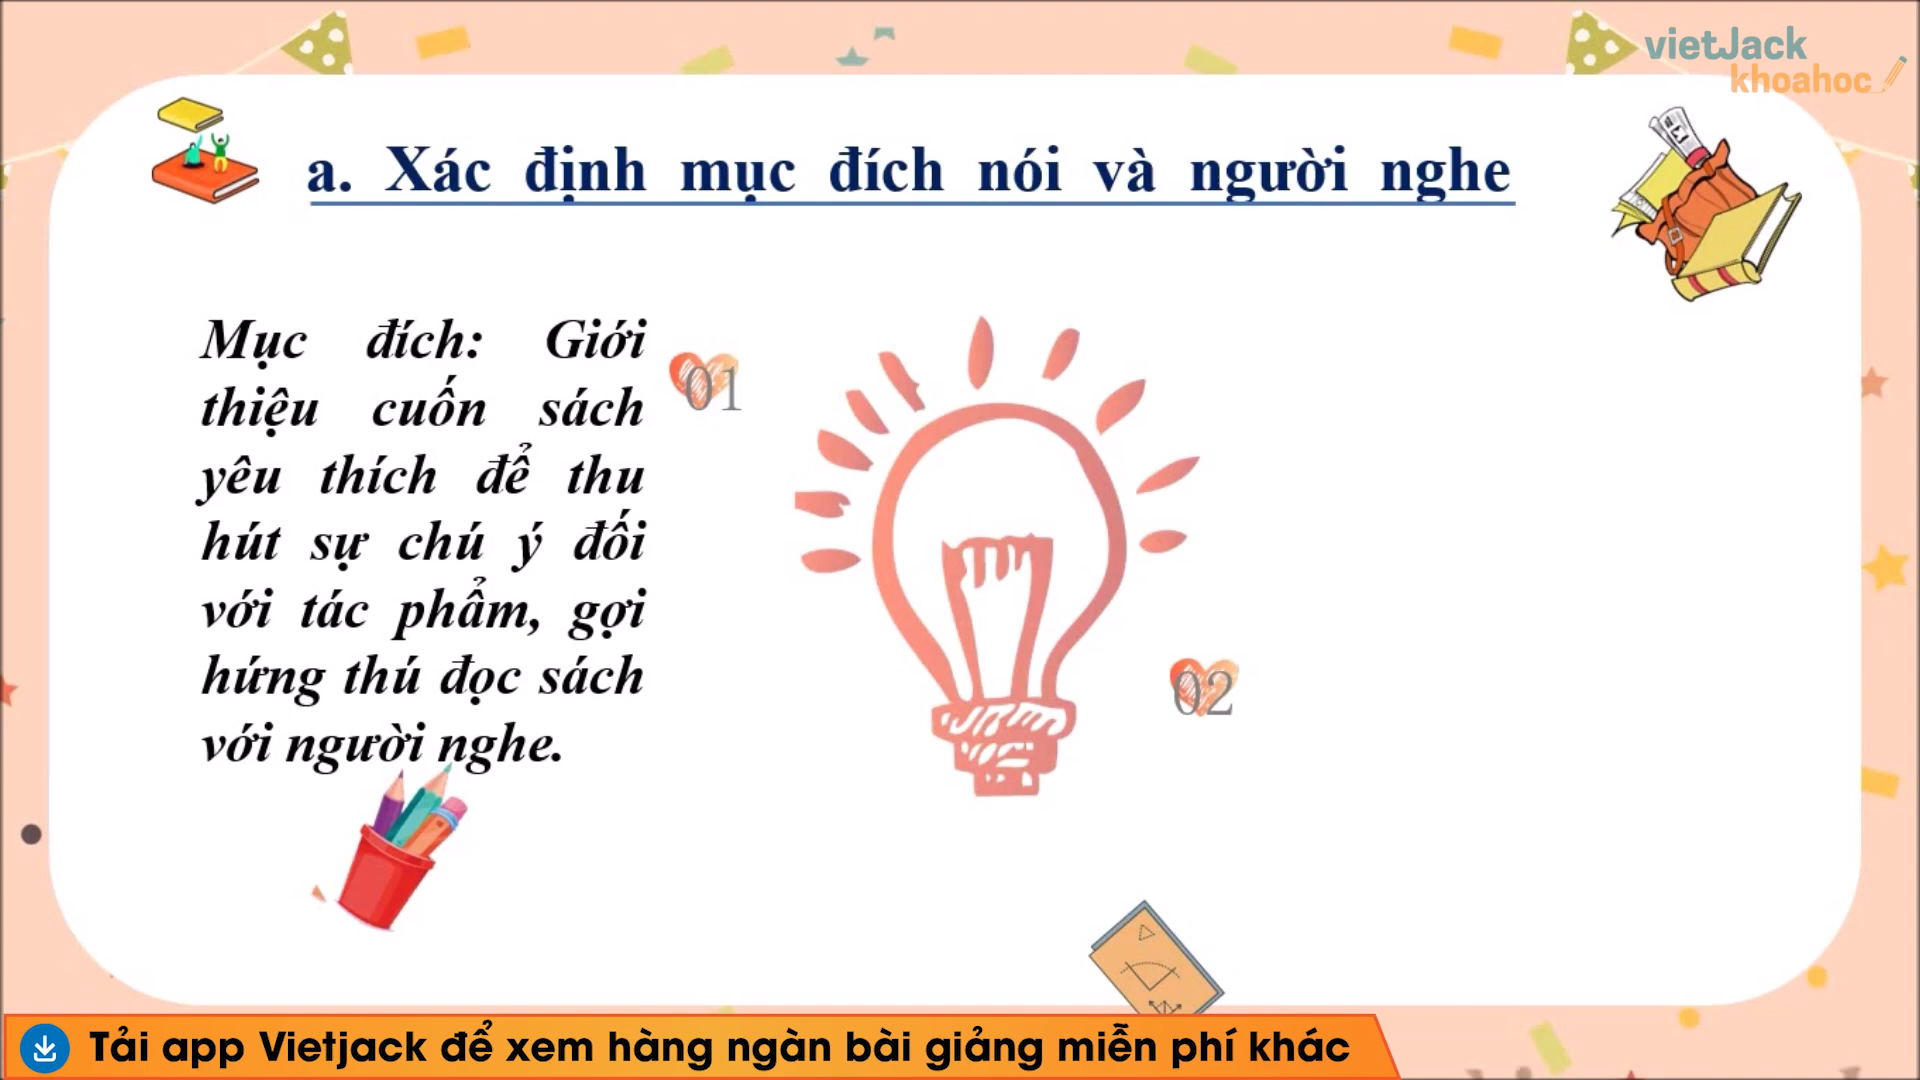 vietJack
khoahoc
a. Xác định mục đích nói và người nghe
Mục đích: Giới
thiệu cuốn sách
yêu thích để thu
hút sự chú ý đối
với tác phẩm, gợi
hứng thú đọc sách
với người nghe.
01
02
Tải app Vietjack để xem hàng ngàn bài giảng miễn phí khác